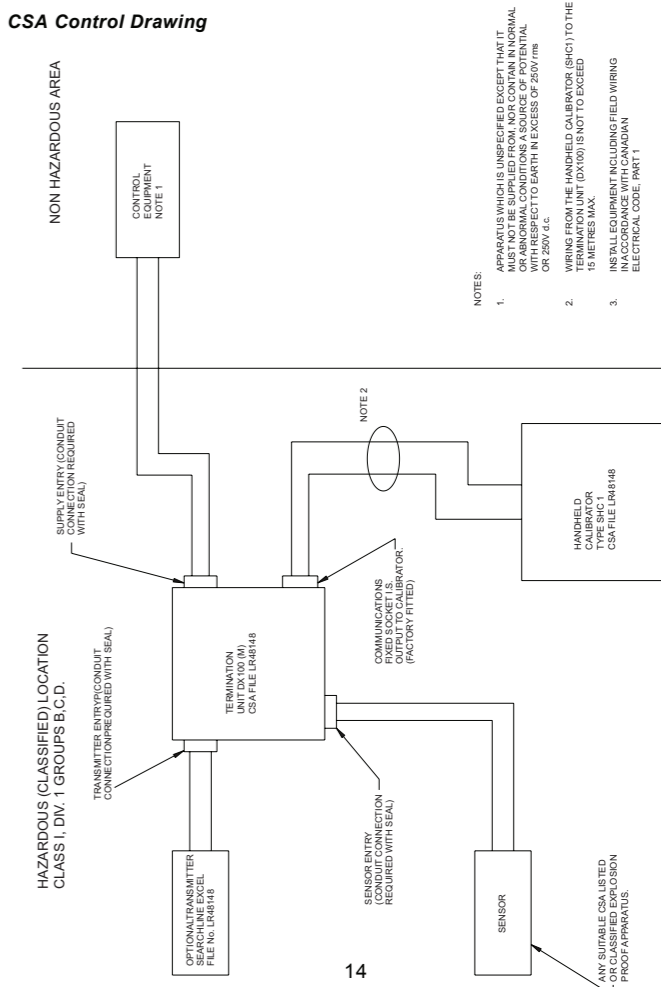 CSA Control Drawing
NON HAZARDOUS AREA
CONTROL
EQUIPMENT
NOTE 1
HAZARDOUS (CLASSIFIED) LOCATION
CLASS I, DIV. 1 GROUPS B,C,D.
SUPPLY ENTRY (CONDUIT
CONNECTION REQUIRED
WITH SEAL)
TRANSMITTER ENTRYP(CONDUIT
CONNECTIONPREQUIRED WITH SEAL)
TERMINATION
UNIT DX100 (M)
CSA FILE LR48148
OPTIONALTRANSMITTER
SEARCHLINE EXCEL
FILE No. LR48148
NOTE 2
COMMUNICATIONS
FIXED SOCKET I.S.
OUTPUT TO CALIBRATOR.
(FACTORY FITTED)
SENSOR ENTRY
(CONDUIT CONNECTION
REQUIRED WITH SEAL)
HANDHELD
CALIBRATOR
TYPE SHC 1
CSA FILE LR48148
SENSOR
ANY SUITABLE CSA LISTED
OR CLASSIFIED EXPLOSION
PROOFAPPARATUS.
NOTES:
1. APPARATUS WHICH IS UNSPECIFIED EXCEPT THAT IT
MUST NOT BE SUPPLIED FROM, NOR CONTAIN IN NORMAL
OR ABNORMAL CONDITIONS A SOURCE OF POTENTIAL
WITH RESPECT TO EARTH IN EXCESS OF 250V rms
OR 250V d.c.
2. WIRING FROM THE HANDHELD CALIBRATOR (SHC1) TO THE
TERMINATION UNIT (DX100) IS NOT TO EXCEED
15 METRES MAX.
3. INSTALL EQUIPMENT INCLUDING FIELD WIRING
IN ACCORDANCE WITH CANADIAN
ELECTRICAL CODE, PART 1
14